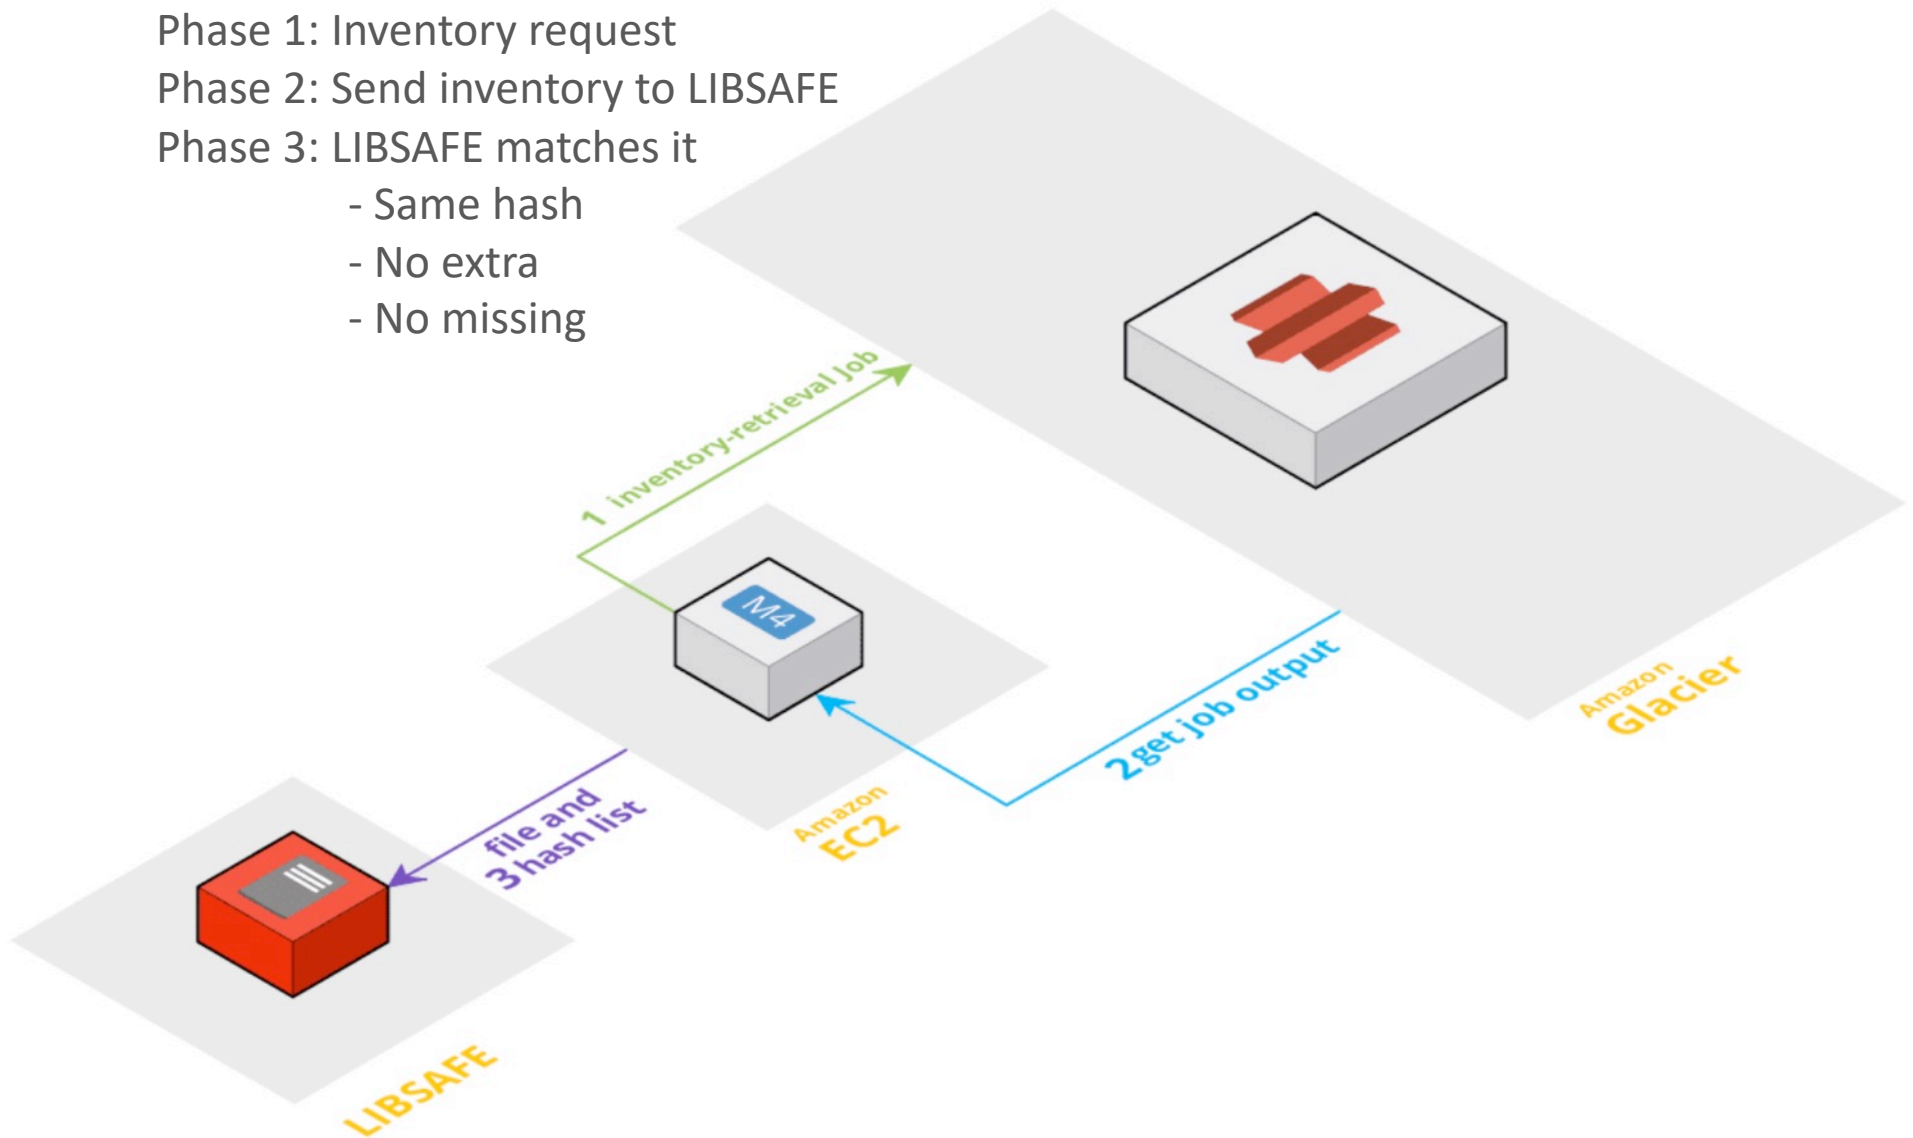 Phase 1: Inventory request
Phase 2: Send inventory to LIBSAFE
Phase 3: LIBSAFE matches it
- Same hash
- No extra
- No missing
1 inventory-retrieval job
M4
2 get job output
Amazon
Glacier
file and
3 hash list
Amazon
EC2
LIBSAFE